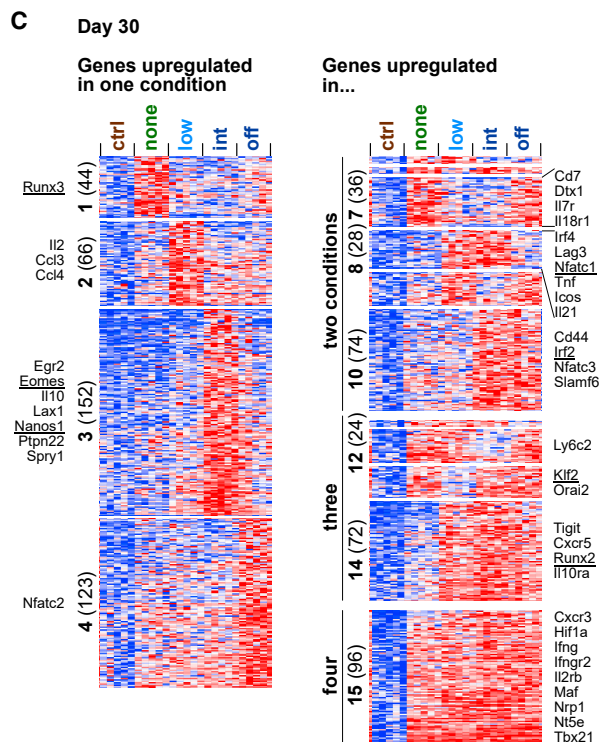 C
Day 30
Genes upregulated
in one condition
ctrl
none
low
int
off
Runx3
1 (44)
Il2
Ccl3
Ccl4
2 (66)
Egr2
Eomes
Il10
Lax1
Nanos1
Ptpn22
Spry1
3 (152)
Nfatc2
4 (123)
Genes upregulated
in...
ctrl
none
low
int
off
two conditions
7 (36)
8 (28)
10 (74)
Cd7
Dtx1
Il7r
Il18r1
Irf4
Lag3
Nfatc1
Tnf
Icos
Il21
Cd44
Irf2
Nfatc3
Slamf6
three
12 (24)
14 (72)
Ly6c2
Klf2
Orai2
Tigit
Cxcr5
Runx2
Il10ra
four
15 (96)
Cxcr3
Hif1a
Ifng
Ifngr2
Il2rb
Maf
Nrp1
Nt5e
Tbx21